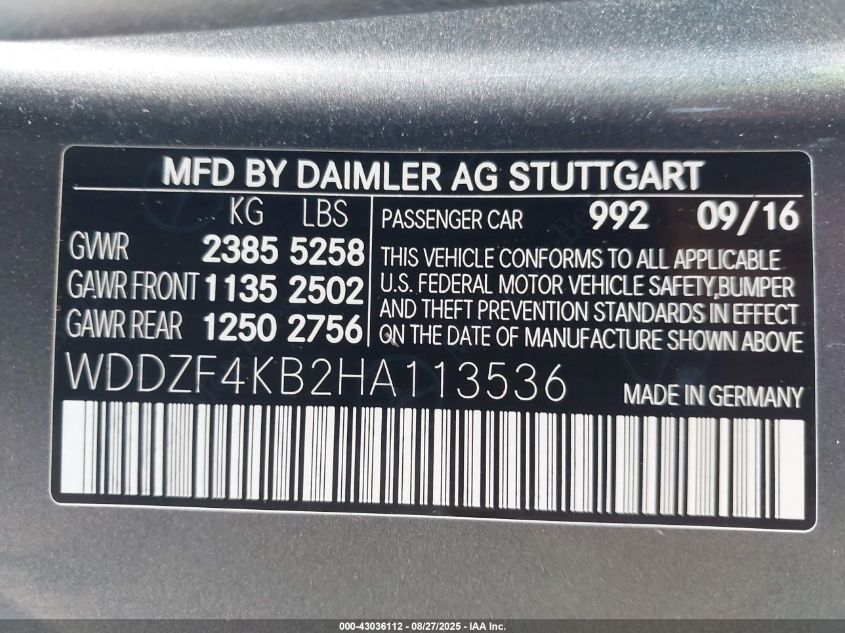 MFD BY DAIMLER AG STUTTGART
KG LBS
GVWR 2385 5258
GAWR FRONT 1135 2502
GAWR REAR 1250 2756
PASSENGER CAR 992 09/16
THIS VEHICLE CONFORMS TO ALL APPLICABLE
U.S. FEDERAL MOTOR VEHICLE SAFETY,BUMPER
AND THEFT PREVENTION STANDARDS IN EFFECT
ON THE DATE OF MANUFACTURE SHOWN ABOVE
WDDZF4KB2HA113536
MADE IN GERMANY
000-43036112 - 08/27/2025 - IAA Inc.